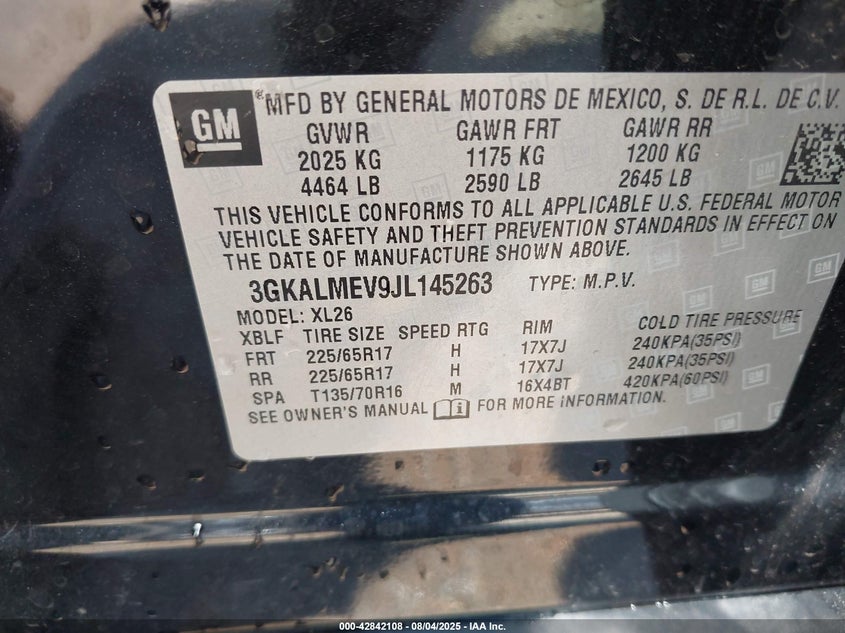 GM
®MFD BY GENERAL MOTORS DE MEXICO, S. DE R.L. DE C.V.
GVWR GAWR FRT GAWR RR
2025 KG 1175 KG 1200 KG
4464 LB 2590 LB 2645 LB
THIS VEHICLE CONFORMS TO ALL APPLICABLE U.S. FEDERAL MOTOR
VEHICLE SAFETY AND THEFT PREVENTION STANDARDS IN EFFECT ON
THE DATE OF MANUFACTURE SHOWN ABOVE.
3GKALMEV9JL145263 TYPE: M.P.V.
MODEL: XL26
XBLF TIRE SIZE SPEED RTG RIM COLD TIRE PRESSURE
FRT 225/65R17 H 17X7J 240KPA(35PSI)
RR 225/65R17 H 17X7J 240KPA(35PSI)
SPA T135/70R16 M 16X4BT 420KPA(60PSI)
SEE OWNER'S MANUAL FOR MORE INFORMATION.
000-42842108 - 08/04/2025 - IAA Inc.